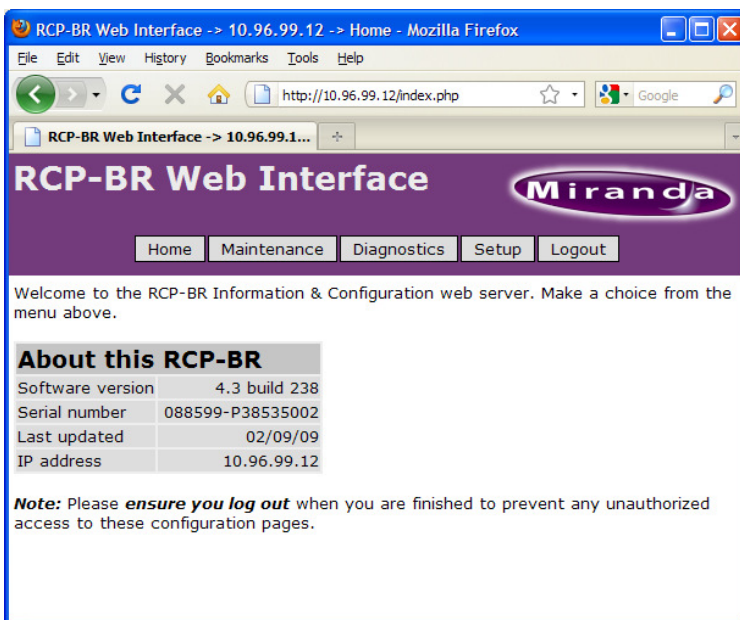 RCP-BR Web Interface -> 10.96.99.12 -> Home - Mozilla Firefox
File Edit View History Bookmarks Tools Help
http://10.96.99.12/index.php Google
RCP-BR Web Interface -> 10.96.99.1...
RCP-BR Web Interface
Miranda
Home Maintenance Diagnostics Setup Logout
Welcome to the RCP-BR Information & Configuration web server. Make a choice from the
menu above.
About this RCP-BR
Software version 4.3 build 238
Serial number 088599-P38535002
Last updated 02/09/09
IP address 10.96.99.12
Note: Please ensure you log out when you are finished to prevent any unauthorized
access to these configuration pages.